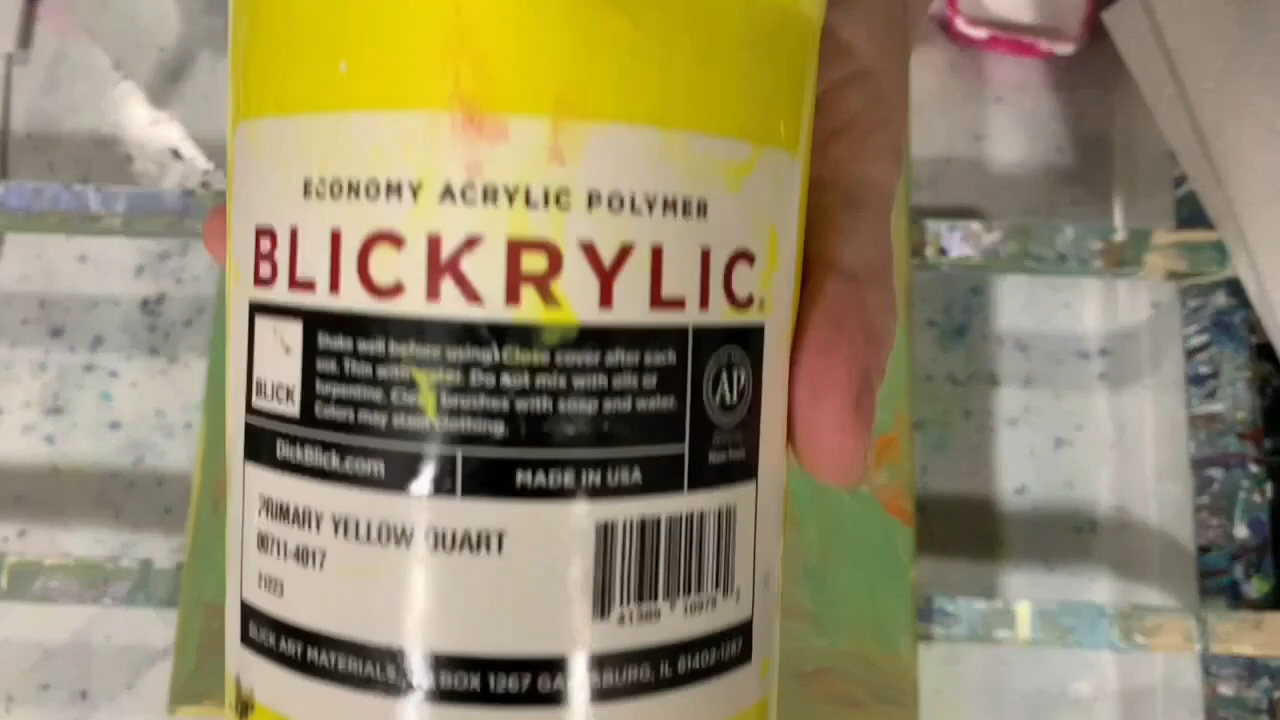 ECONOMY ACRYLIC POLYMER
BLICKRYLIC
BLICK
Shake well before using! Close cover after each
use. Thin with water. Do not mix with oils or
turpentine. Clean brushes with soap and water.
Colors may stain clothing.
AP
DickBlick.com
MADE IN USA
PRIMARY YELLOW QUART
00711-4017
BLICK ART MATERIALS, BOX 1267 GALESBURG, IL 61402-1267